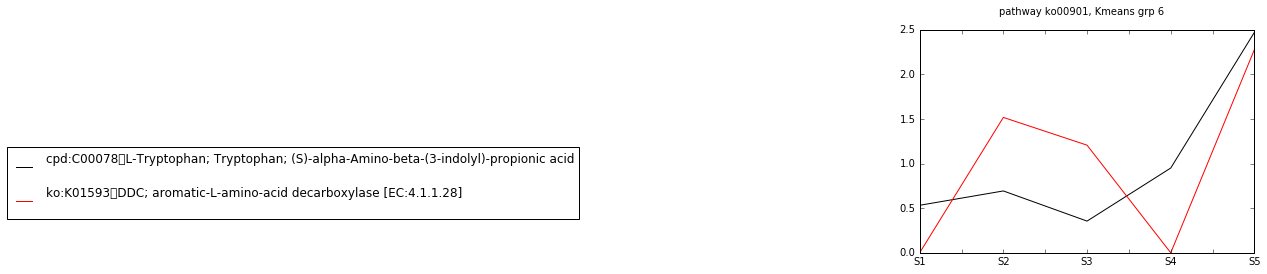 pathway ko00901, Kmeans grp 6
2.5
2.0
1.5
1.0
0.5
0.0
S1 S2 S3 S4 S5
cpd:C00078▯L-Tryptophan; Tryptophan; (S)-alpha-Amino-beta-(3-indolyl)-propionic acid
ko:K01593▯DDC; aromatic-L-amino-acid decarboxylase [EC:4.1.1.28]